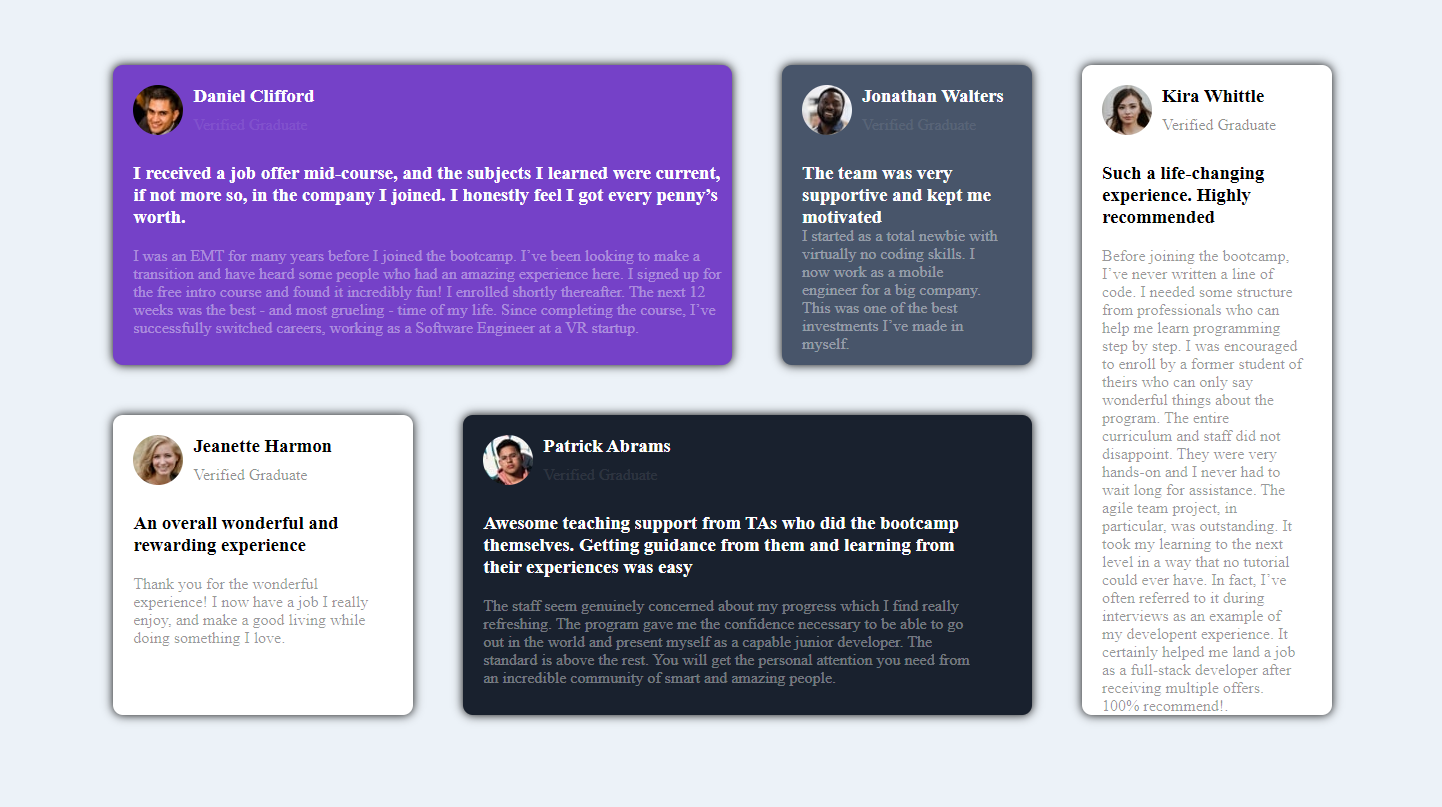 Daniel Clifford
Verified Graduate
I received a job offer mid-course, and the subjects I learned were current,
if not more so, in the company I joined. I honestly feel I got every penny’s
worth.
I was an EMT for many years before I joined the bootcamp. I’ve been looking to make a
transition and have heard some people who had an amazing experience here. I signed up for
the free intro course and found it incredibly fun! I enrolled shortly thereafter. The next 12
weeks was the best - and most grueling - time of my life. Since completing the course, I’ve
successfully switched careers, working as a Software Engineer at a VR startup.
Jonathan Walters
Verified Graduate
The team was very
supportive and kept me
motivated
I started as a total newbie with
virtually no coding skills. I
now work as a mobile
engineer for a big company.
This was one of the best
investments I’ve made in
myself.
Kira Whittle
Verified Graduate
Such a life-changing
experience. Highly
recommended
Before joining the bootcamp,
I’ve never written a line of
code. I needed some structure
from professionals who can
help me learn programming
step by step. I was encouraged
to enroll by a former student of
theirs who can only say
wonderful things about the
program. The entire
curriculum and staff did not
disappoint. They were very
hands-on and I never had to
wait long for assistance. The
agile team project, in
particular, was outstanding. It
took my learning to the next
level in a way that no tutorial
could ever have. In fact, I’ve
often referred to it during
interviews as an example of
my developent experience. It
certainly helped me land a job
as a full-stack developer after
receiving multiple offers.
100% recommend!.
Jeanette Harmon
Verified Graduate
An overall wonderful and
rewarding experience
Thank you for the wonderful
experience! I now have a job I really
enjoy, and make a good living while
doing something I love.
Patrick Abrams
Verified Graduate
Awesome teaching support from TAs who did the bootcamp
themselves. Getting guidance from them and learning from
their experiences was easy
The staff seem genuinely concerned about my progress which I find really
refreshing. The program gave me the confidence necessary to be able to go
out in the world and present myself as a capable junior developer. The
standard is above the rest. You will get the personal attention you need from
an incredible community of smart and amazing people.